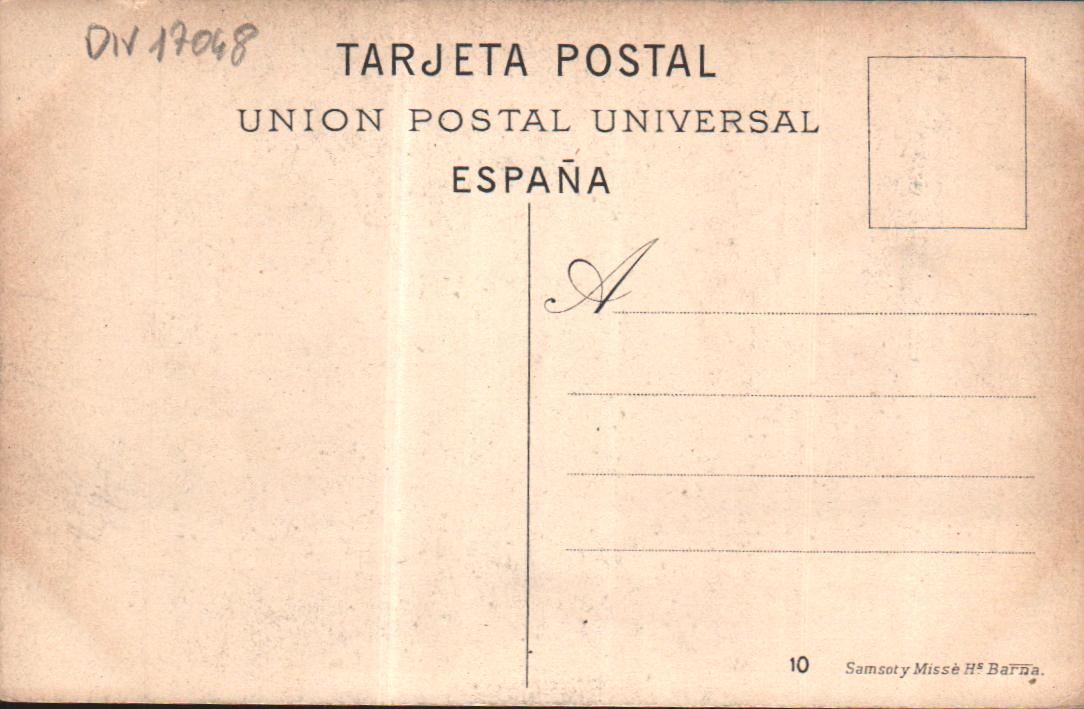 DIV 17048
TARJETA POSTAL
UNION POSTAL UNIVERSAL
ESPAÑA
A
10 Samsot y Missè Hˢ Barna.